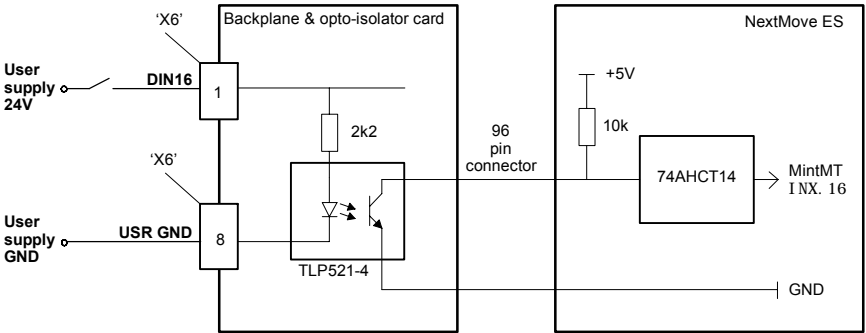 'X6'
Backplane & opto-isolator card
NextMove ES
User
supply
24V
DIN16
1
+5V
2k2
10k
96
pin
connector
'X6'
74AHCT14
MintMT
INX.16
User
supply
GND
USR GND
8
TLP521-4
GND